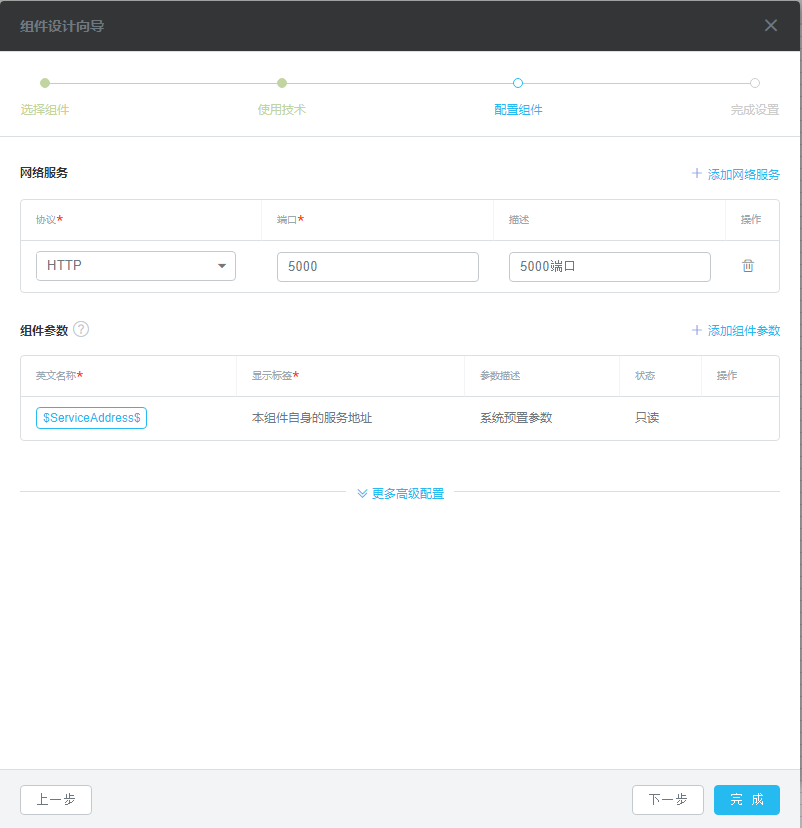 组件设计向导
选择组件 使用技术 配置组件 完成设置
网络服务 + 添加网络服务
协议* 端口* 描述 操作
HTTP 5000 5000端口
组件参数 ? + 添加组件参数
英文名称* 显示标签* 参数描述 状态 操作
$ServiceAddress$ 本组件自身的服务地址 系统预置参数 只读
更多高级配置
上一步 下一步 完 成